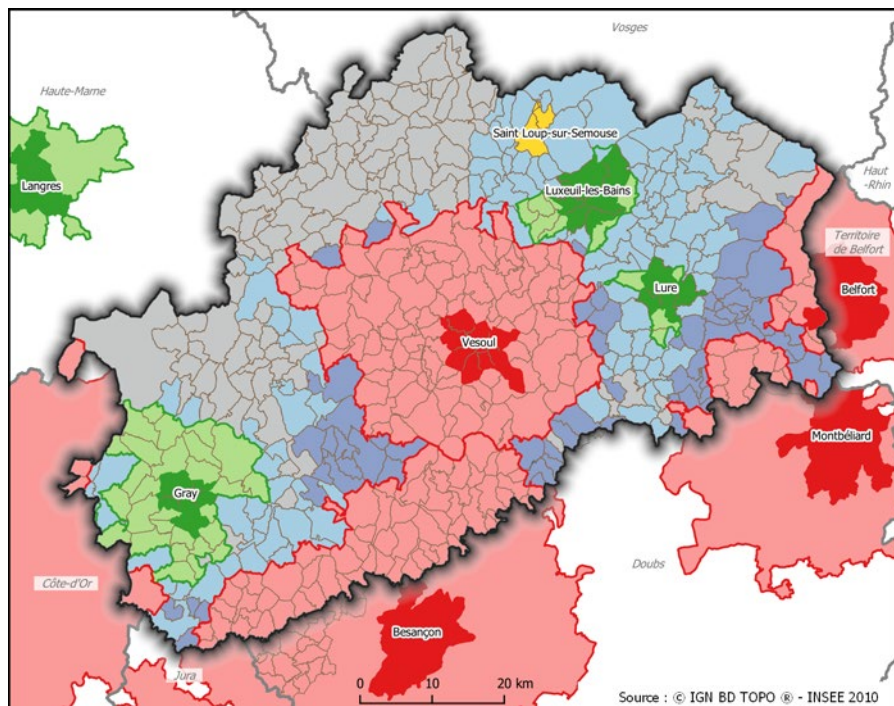 Vosges
Haute-Marne
Saint Loup-sur-Semouse
Haut
-Rhin
Langres
Luxeuil-les-Bains
Territoire
de Belfort
Lure
Belfort
Vesoul
Montbéliard
Gray
Côte-d'Or
Doubs
Besançon
Jura
0 10 20 km
Source : © IGN BD TOPO ® - INSEE 2010